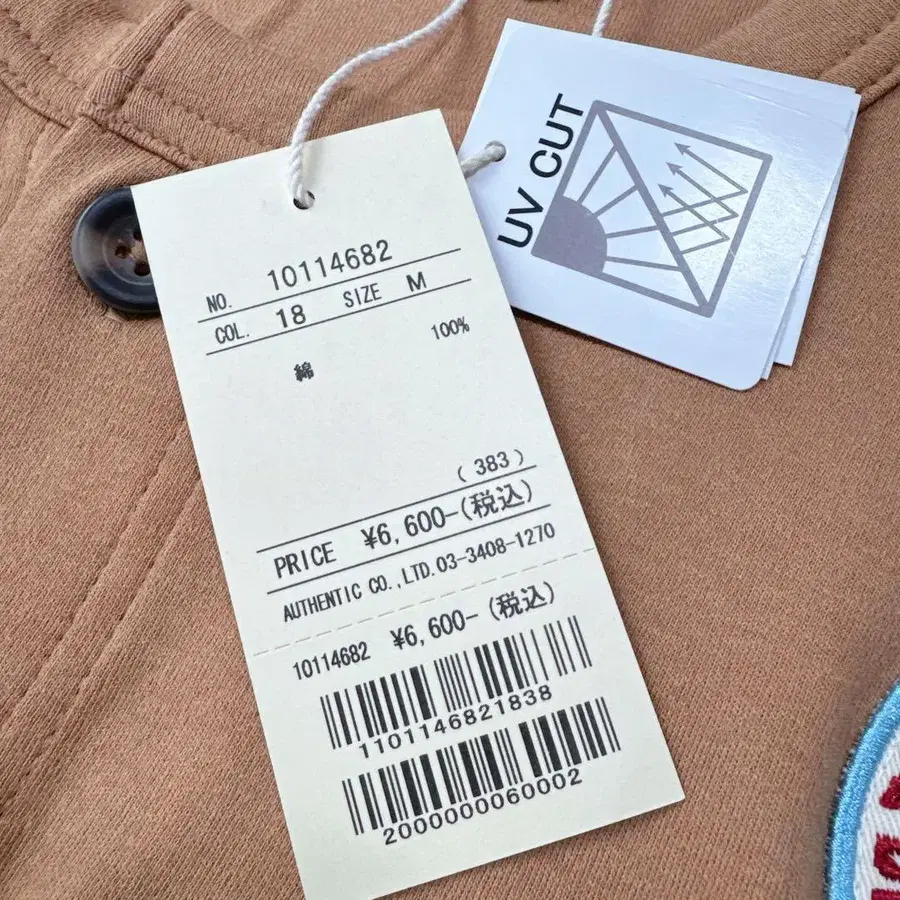 NO. 10114682
COL. 18 SIZE M
綿 100%
(383)
PRICE ¥6,600-(税込)
AUTHENTIC CO.,LTD.03-3408-1270
10114682 ¥6,600-(税込)
1101146821838
2000000060002
UV CUT